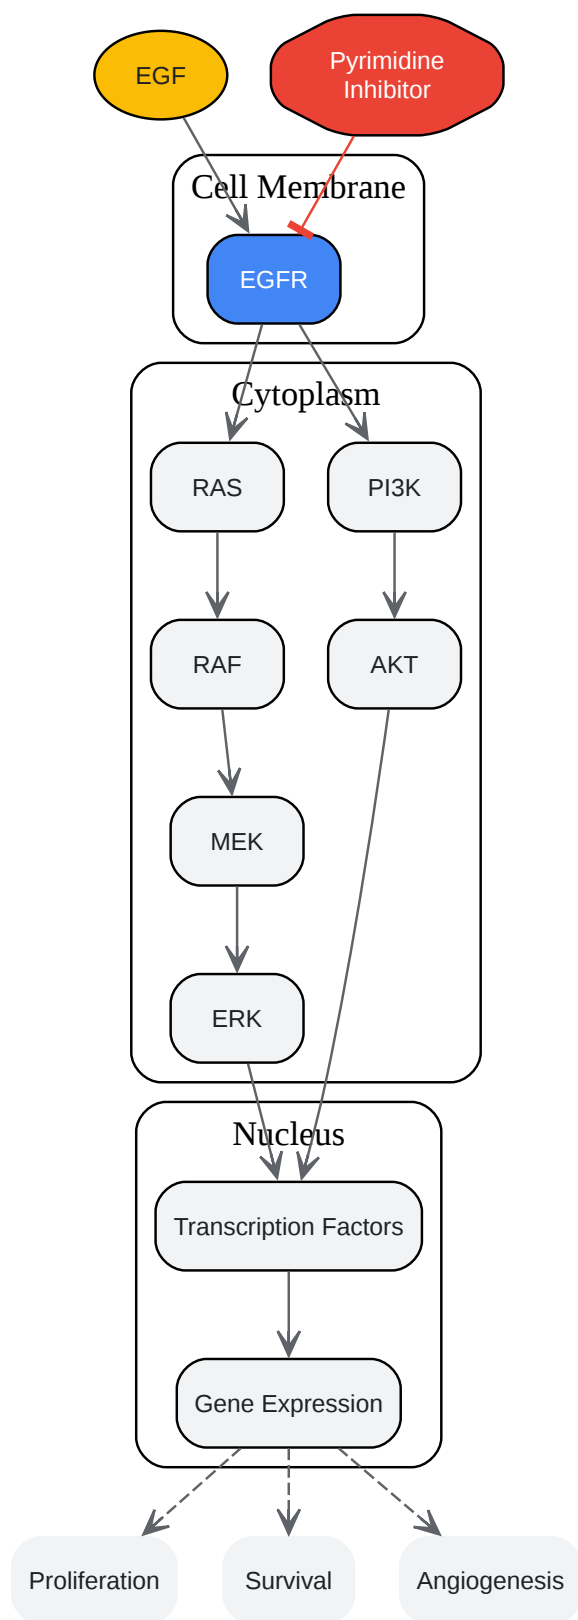 EGF
Pyrimidine
Inhibitor
Cell Membrane
EGFR
Cytoplasm
RAS
PI3K
RAF
AKT
MEK
ERK
Nucleus
Transcription Factors
Gene Expression
Proliferation
Survival
Angiogenesis